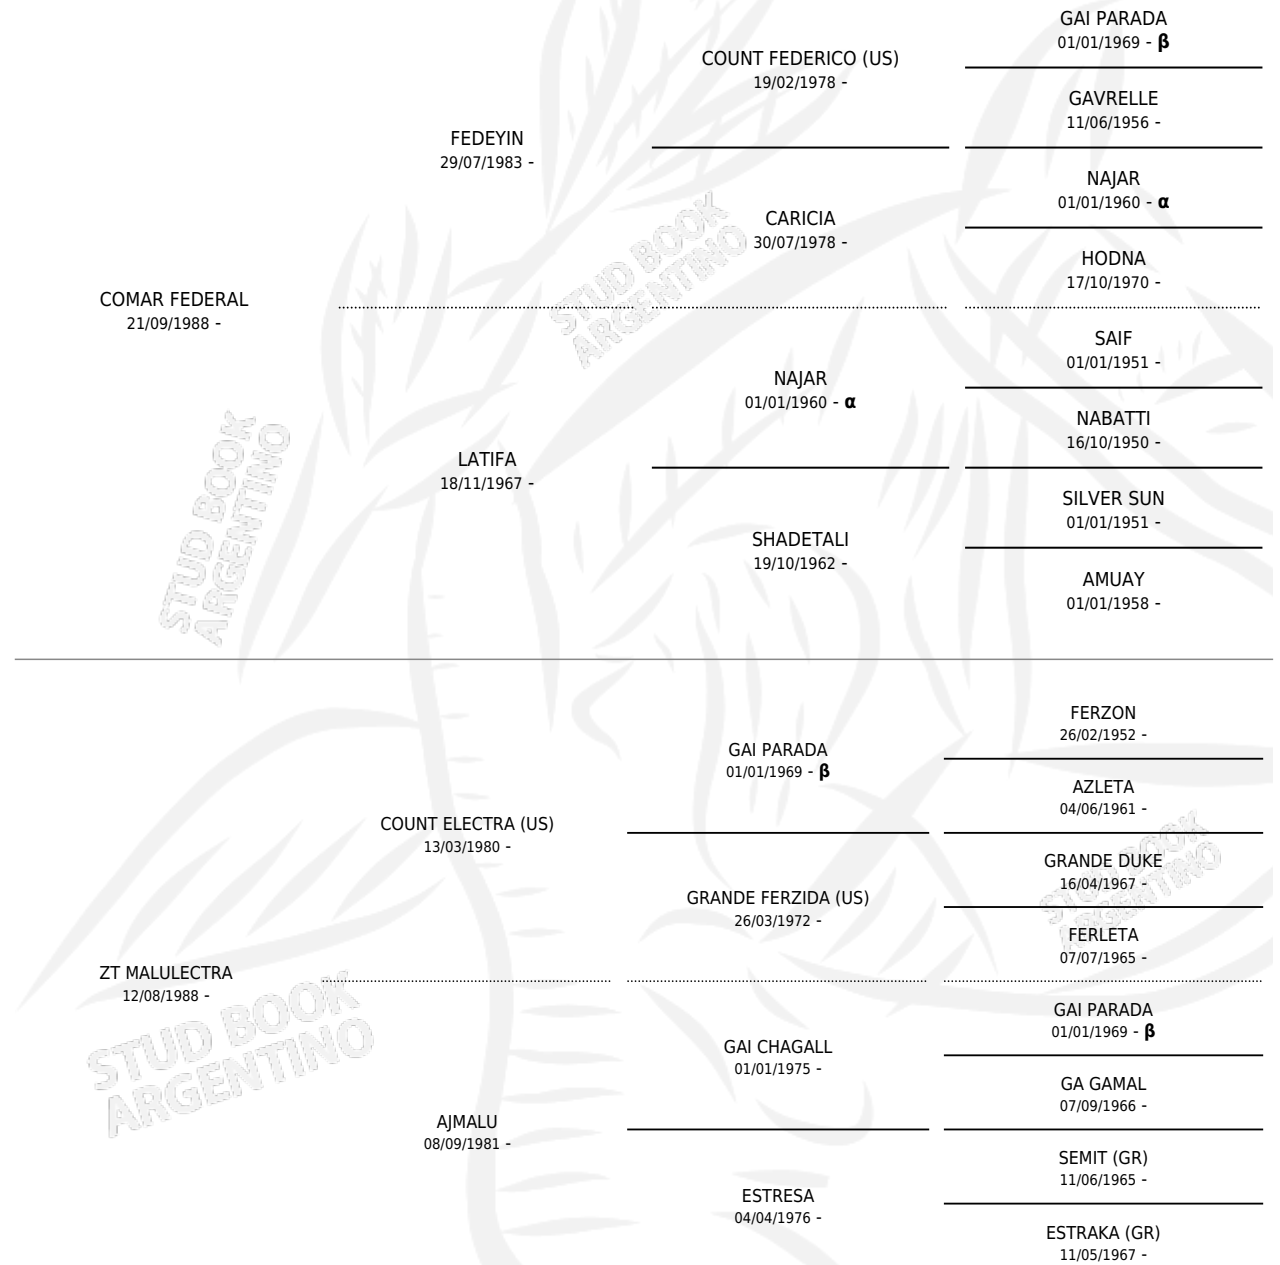 GAI PARADA
01/01/1969 - β
COUNT FEDERICO (US)
19/02/1978 -
GAVRELLE
11/06/1956 -
FEDEYIN
29/07/1983 -
NAJAR
01/01/1960 - α
CARICIA
30/07/1978 -
HODNA
17/10/1970 -
COMAR FEDERAL
21/09/1988 -
SAIF
01/01/1951 -
NAJAR
01/01/1960 - α
NABATTI
16/10/1950 -
LATIFA
18/11/1967 -
SILVER SUN
01/01/1951 -
SHADETALI
19/10/1962 -
AMUAY
01/01/1958 -
FERZON
26/02/1952 -
GAI PARADA
01/01/1969 - β
AZLETA
04/06/1961 -
COUNT ELECTRA (US)
13/03/1980 -
GRANDE DUKE
16/04/1967 -
GRANDE FERZIDA (US)
26/03/1972 -
FERLETA
07/07/1965 -
ZT MALULECTRA
12/08/1988 -
GAI PARADA
01/01/1969 - β
GAI CHAGALL
01/01/1975 -
GA GAMAL
07/09/1966 -
AJMALU
08/09/1981 -
SEMIT (GR)
11/06/1965 -
ESTRESA
04/04/1976 -
ESTRAKA (GR)
11/05/1967 -
STUD BOOK
ARGENTINO
STUD BOOK
ARGENTINO
STUD BOOK
ARGENTINO
STUD BOOK
ARGENTINO